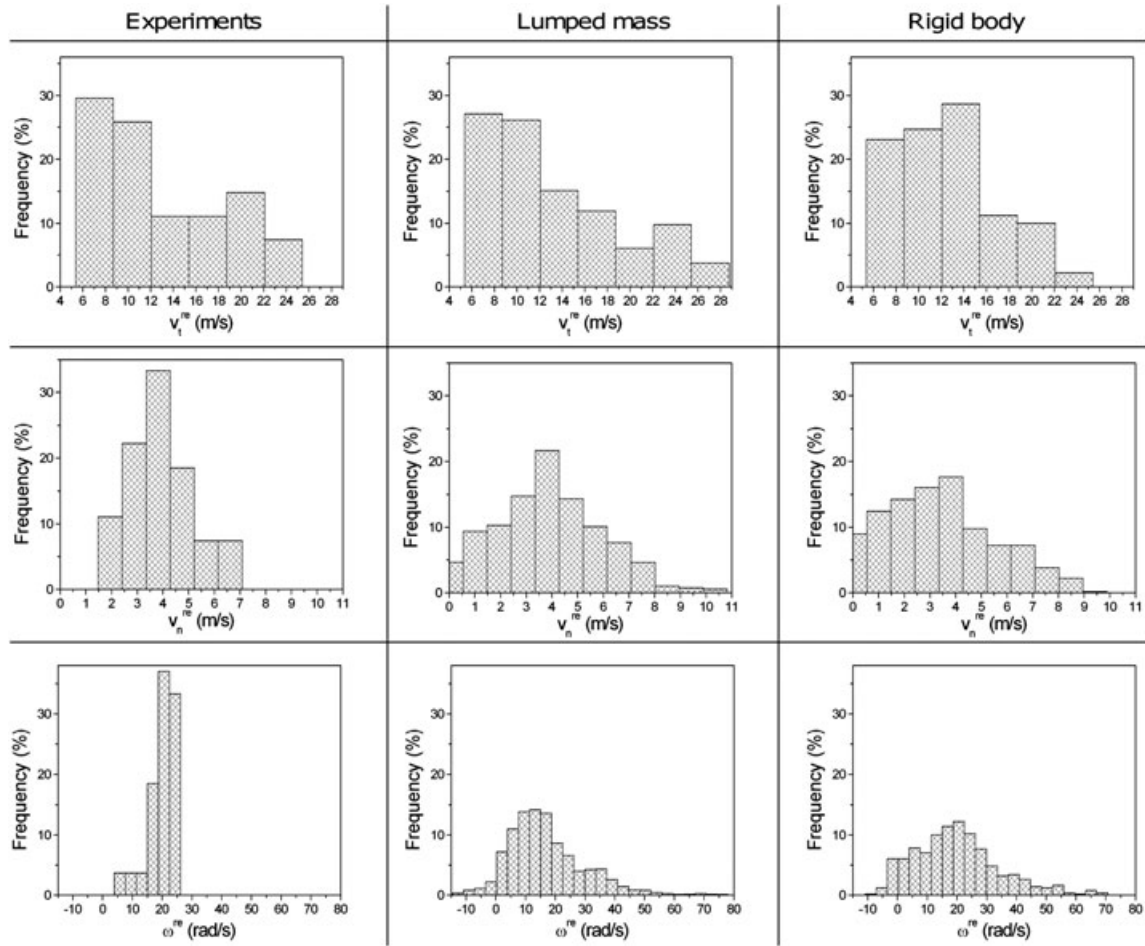 Experiments
Lumped mass
Rigid body
Frequency (%)
30
20
10
0
4 6 8 10 12 14 16 18 20 22 24 26 28
v_t^re (m/s)
Frequency (%)
30
20
10
0
4 6 8 10 12 14 16 18 20 22 24 26 28
v_t^re (m/s)
Frequency (%)
30
20
10
0
4 6 8 10 12 14 16 18 20 22 24 26 28
v_t^re (m/s)
Frequency (%)
30
20
10
0
0 1 2 3 4 5 6 7 8 9 10 11
v_n^re (m/s)
Frequency (%)
30
20
10
0
0 1 2 3 4 5 6 7 8 9 10 11
v_n^re (m/s)
Frequency (%)
30
20
10
0
0 1 2 3 4 5 6 7 8 9 10 11
v_n^re (m/s)
Frequency (%)
30
20
10
0
-10 0 10 20 30 40 50 60 70 80
ω^re (rad/s)
Frequency (%)
30
20
10
0
-10 0 10 20 30 40 50 60 70 80
ω^re (rad/s)
Frequency (%)
30
20
10
0
-10 0 10 20 30 40 50 60 70 80
ω^re (rad/s)